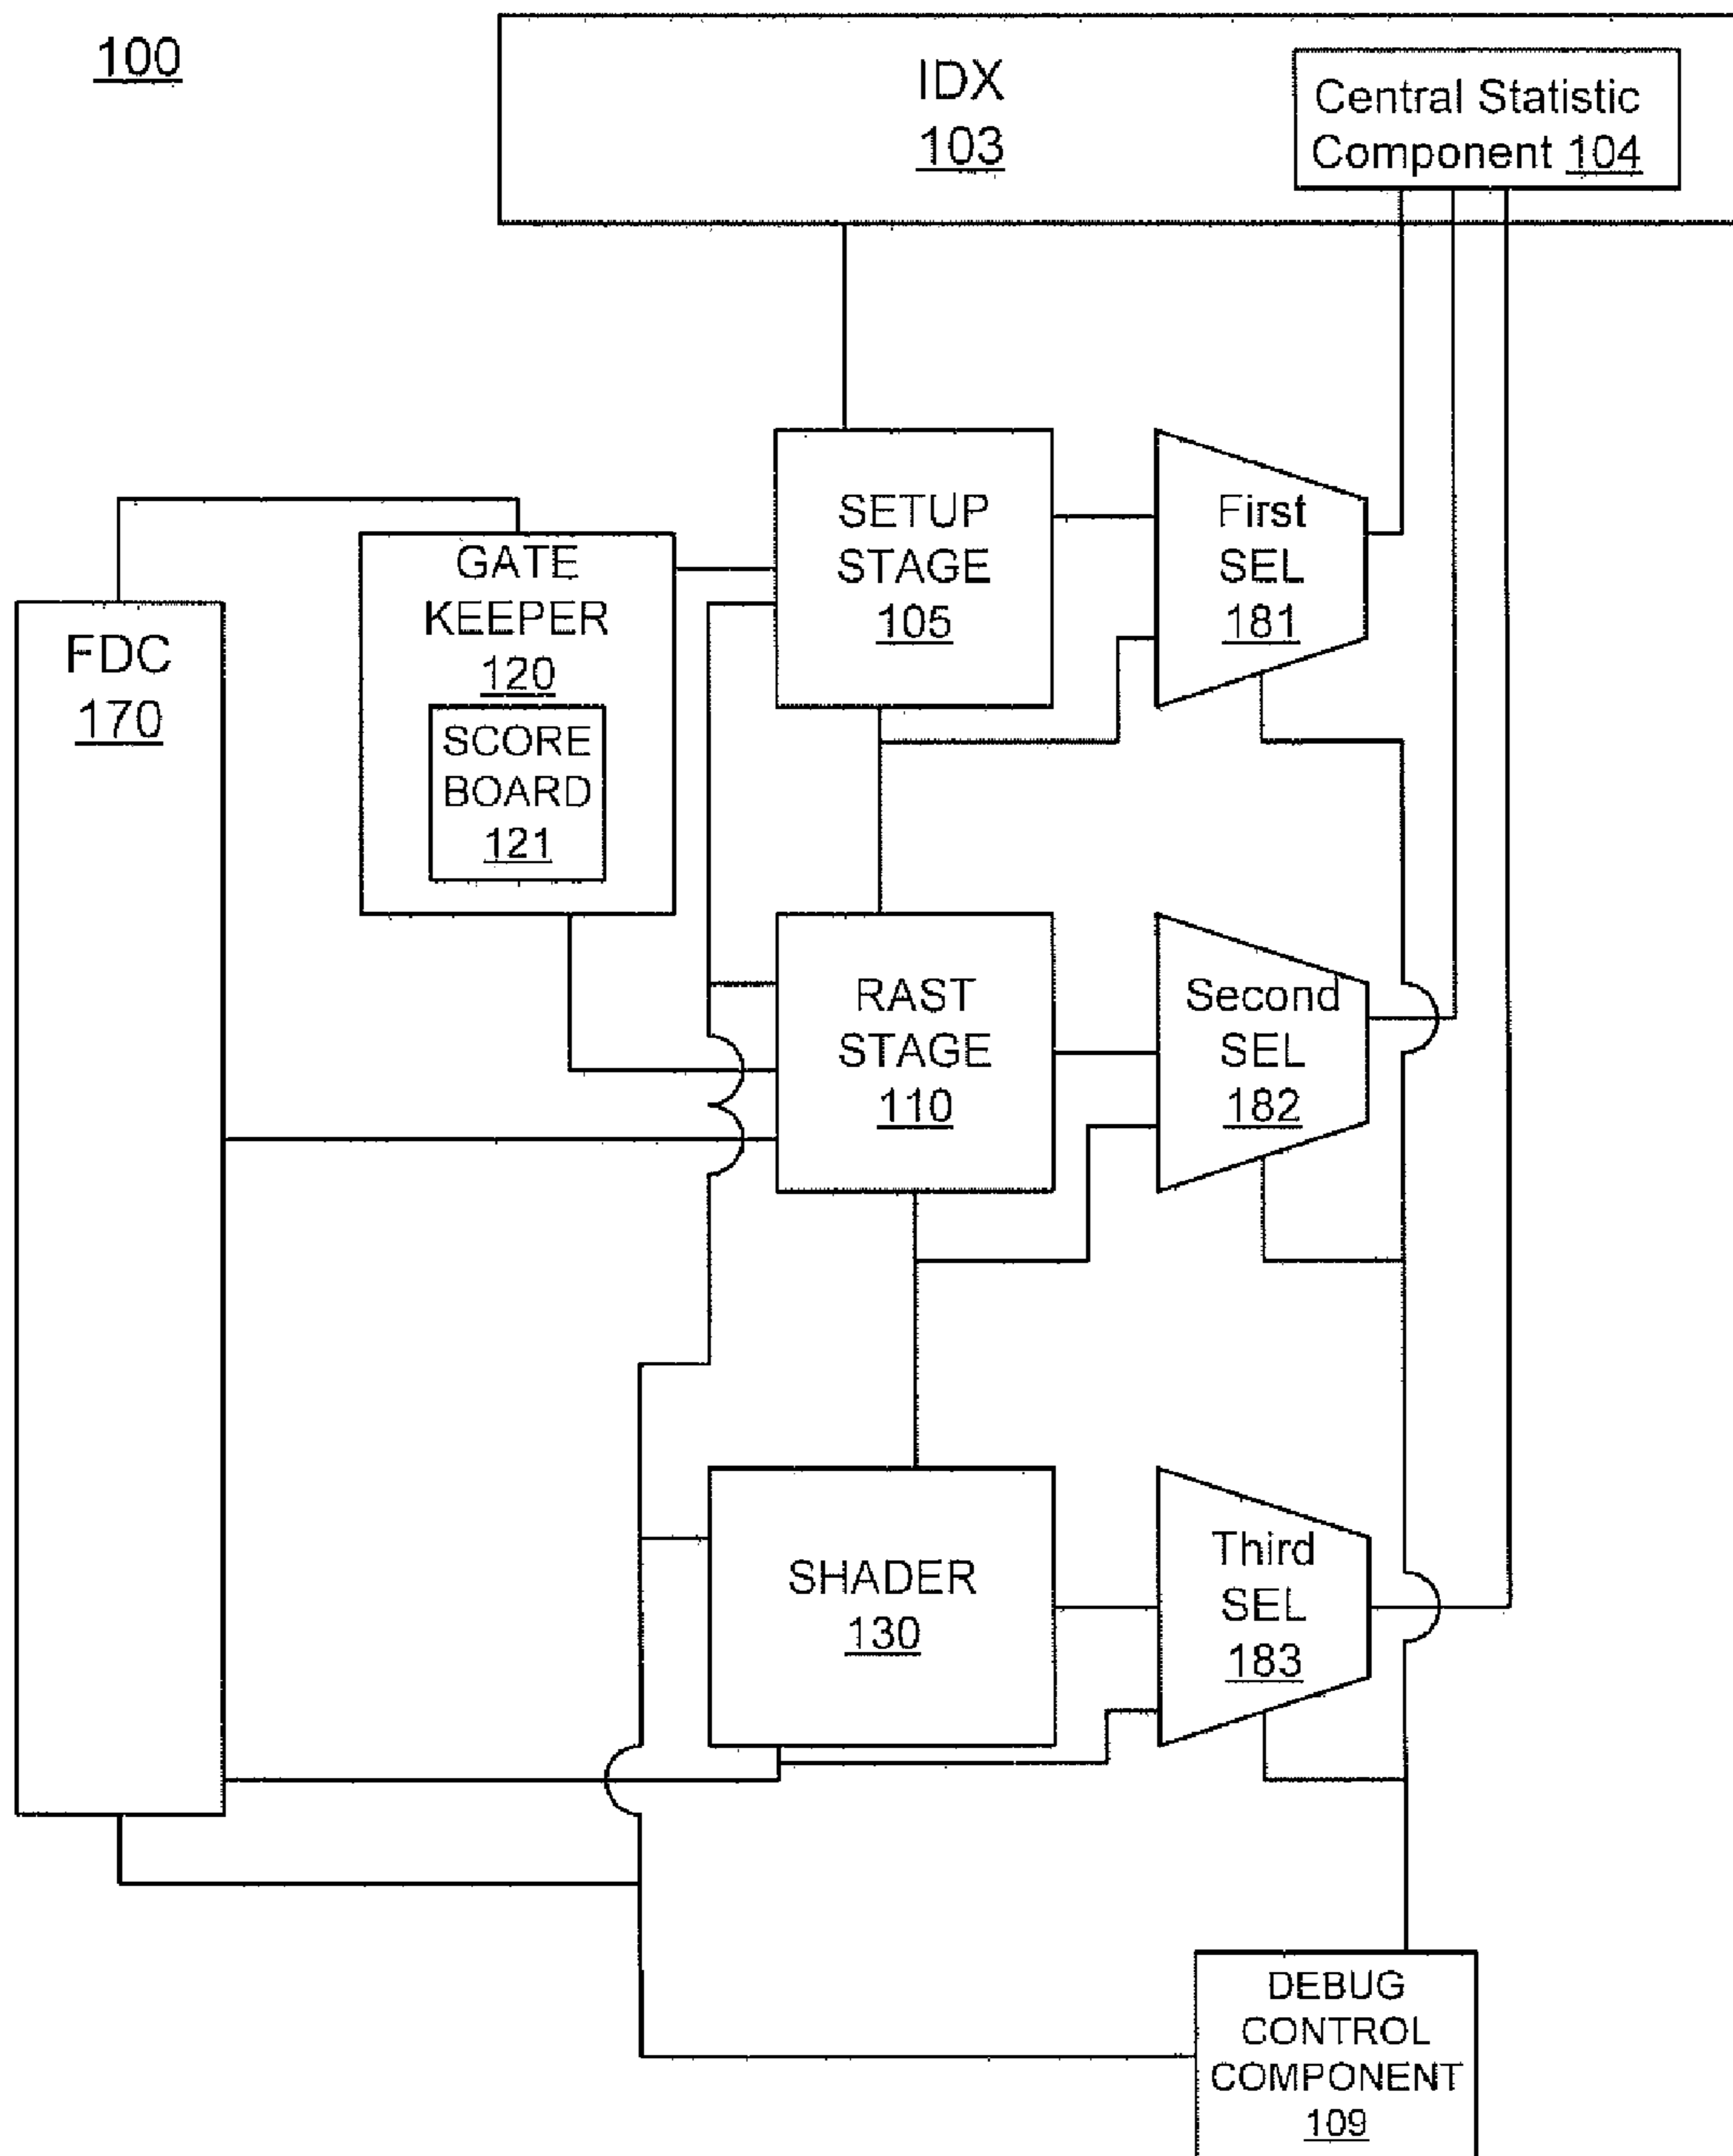 100
IDX
103
Central Statistic
Component 104
SETUP
STAGE
105
First
SEL
181
GATE
KEEPER
120
SCORE
BOARD
121
FDC
170
RAST
STAGE
110
Second
SEL
182
SHADER
130
Third
SEL
183
DEBUG
CONTROL
COMPONENT
109